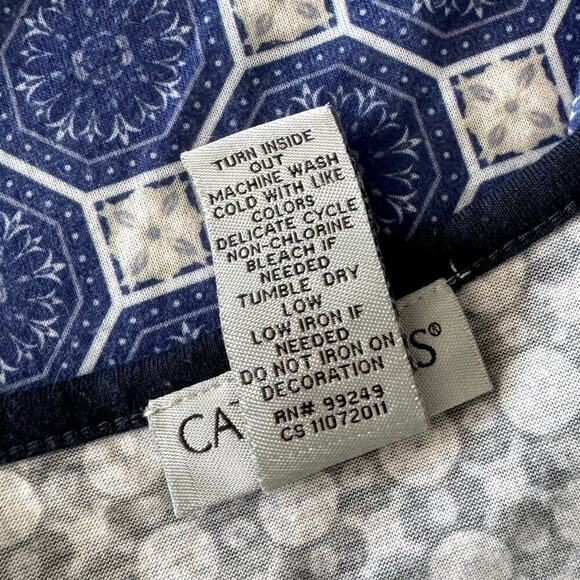 TURN INSIDE
OUT
MACHINE WASH
COLD WITH LIKE
COLORS
DELICATE CYCLE
NON-CHLORINE
BLEACH IF
NEEDED
TUMBLE DRY
LOW
LOW IRON IF
NEEDED
DO NOT IRON ON
DECORATION
RN# 99249
CS 11072011
CA
S®